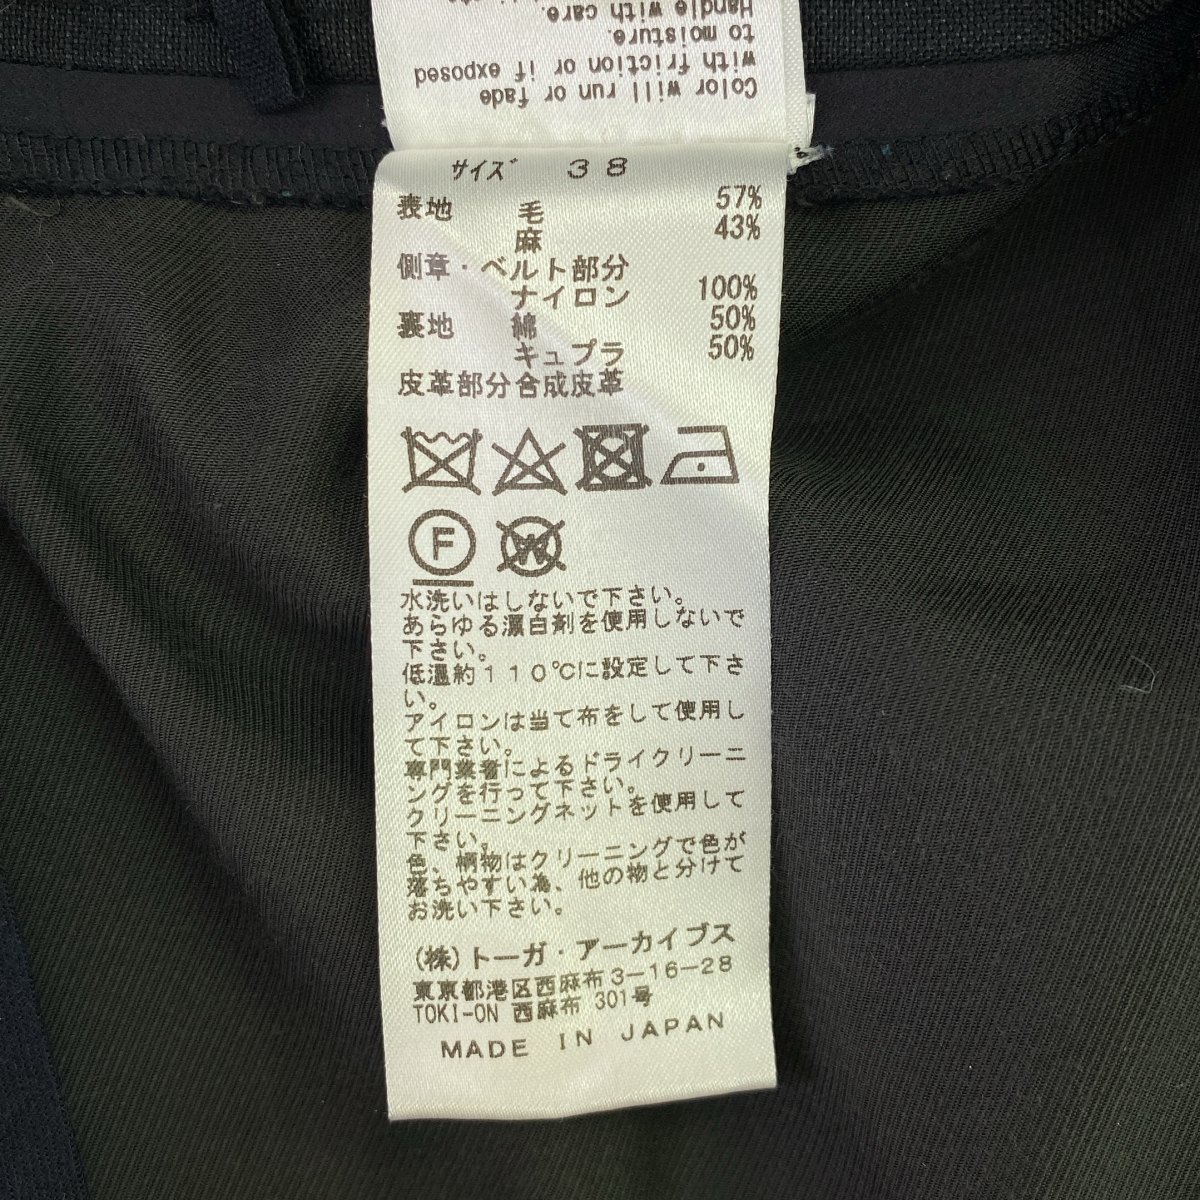 Color will run or fade
with friction or if exposed
to moisture.
Handle with care.
サイズ 38
表地 毛 57%
麻 43%
側章・ベルト部分
ナイロン 100%
裏地 綿 50%
キュプラ 50%
皮革部分合成皮革
F W
水洗いはしないで下さい。
あらゆる漂白剤を使用しないで
下さい。
低温約110℃に設定して下さ
い。
アイロンは当て布をして使用し
て下さい。
専門業者によるドライクリーニ
ングを行って下さい。
クリーニングネットを使用して
下さい。
色、柄物はクリーニングで色が
落ちやすい為、他の物と分けて
お洗い下さい。
(株)トーガ・アーカイブス
東京都港区西麻布3-16-28
TOKI-ON 西麻布 301号
MADE IN JAPAN